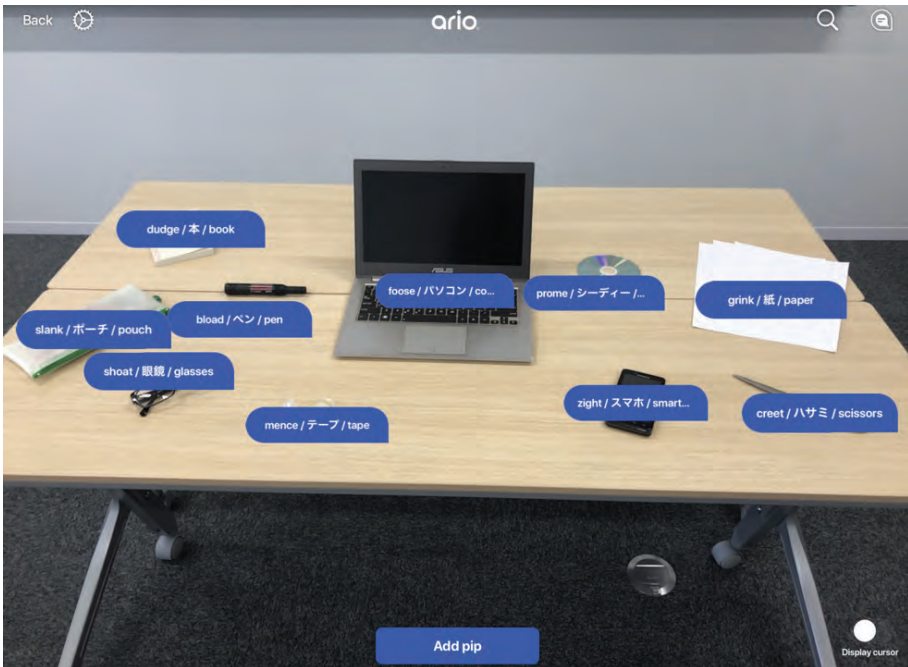 Back
ario.
dudge / 本 / book
foose / パソコン / co...
prome / シーディー /...
grink / 紙 / paper
bload / ペン / pen
slank / ポーチ / pouch
shoat / 眼鏡 / glasses
zight / スマホ / smart...
creet / ハサミ / scissors
mence / テープ / tape
ASUS
Add pip
Display cursor